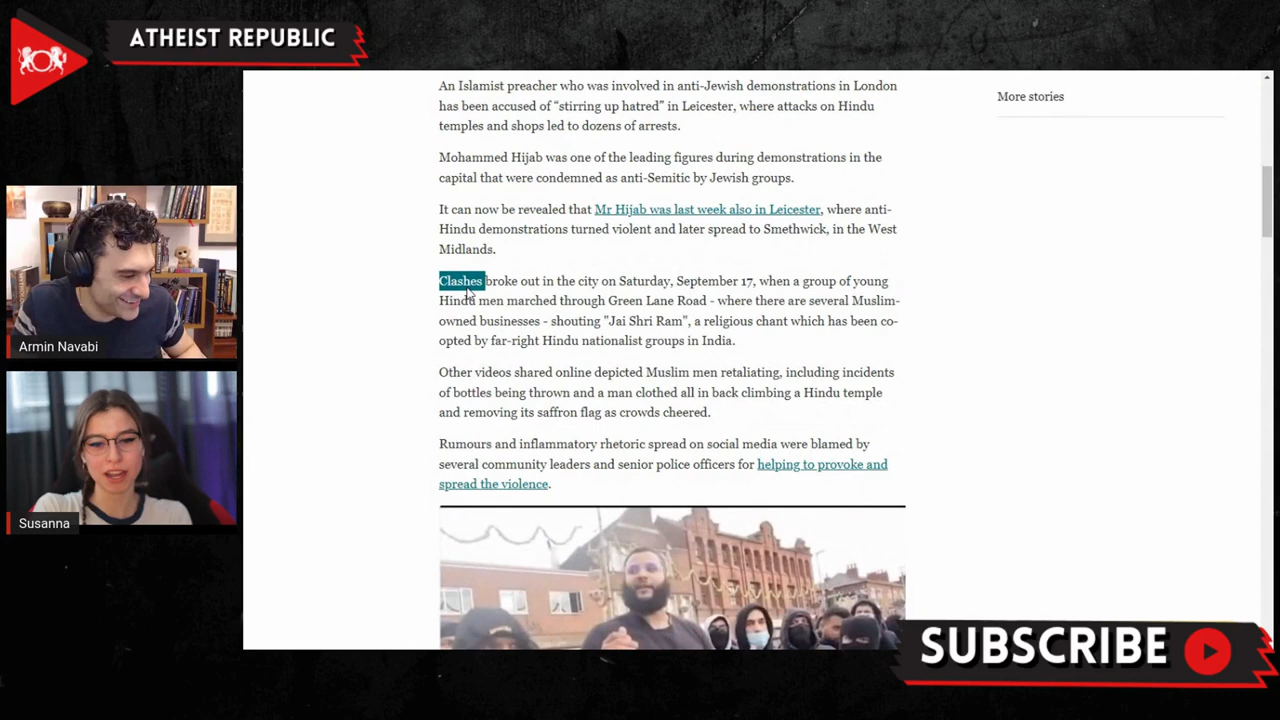 ATHEIST REPUBLIC
An Islamist preacher who was involved in anti-Jewish demonstrations in London
has been accused of “stirring up hatred” in Leicester, where attacks on Hindu
temples and shops led to dozens of arrests.
Mohammed Hijab was one of the leading figures during demonstrations in the
capital that were condemned as anti-Semitic by Jewish groups.
It can now be revealed that Mr Hijab was last week also in Leicester, where anti-
Hindu demonstrations turned violent and later spread to Smethwick, in the West
Midlands.
Clashes broke out in the city on Saturday, September 17, when a group of young
Hindu men marched through Green Lane Road - where there are several Muslim-
owned businesses - shouting "Jai Shri Ram", a religious chant which has been co-
opted by far-right Hindu nationalist groups in India.
Other videos shared online depicted Muslim men retaliating, including incidents
of bottles being thrown and a man clothed all in back climbing a Hindu temple
and removing its saffron flag as crowds cheered.
Rumours and inflammatory rhetoric spread on social media were blamed by
several community leaders and senior police officers for helping to provoke and
spread the violence.
More stories
Armin Navabi
Susanna
SUBSCRIBE